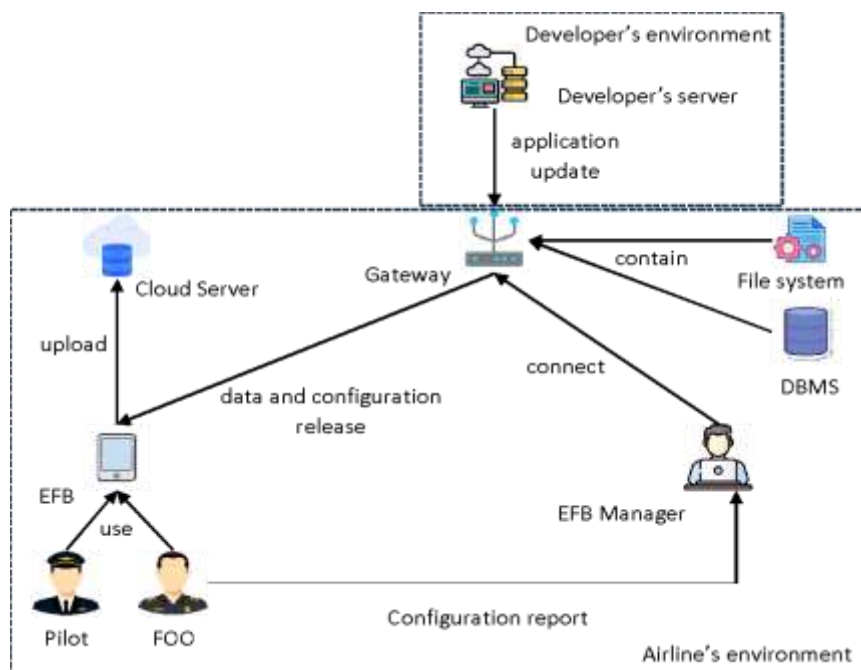 Developer's environment
Developer's server
application
update
Cloud Server
Gateway
contain
File system
upload
connect
DBMS
data and configuration
release
EFB
EFB Manager
use
Pilot
FOO
Configuration report
Airline's environment